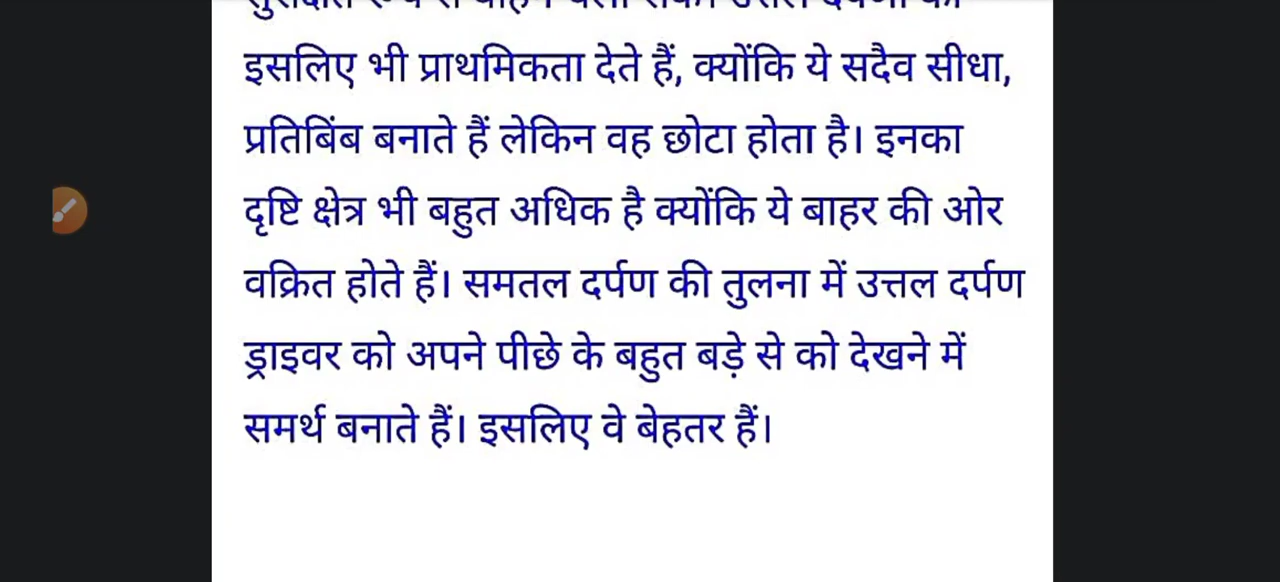 इसलिए भी प्राथमिकता देते हैं, क्योंकि ये सदैव सीधा,
प्रतिबिंब बनाते हैं लेकिन वह छोटा होता है। इनका
दृष्टि क्षेत्र भी बहुत अधिक है क्योंकि ये बाहर की ओर
वक्रित होते हैं। समतल दर्पण की तुलना में उत्तल दर्पण
ड्राइवर को अपने पीछे के बहुत बड़े से को देखने में
समर्थ बनाते हैं। इसलिए वे बेहतर हैं।